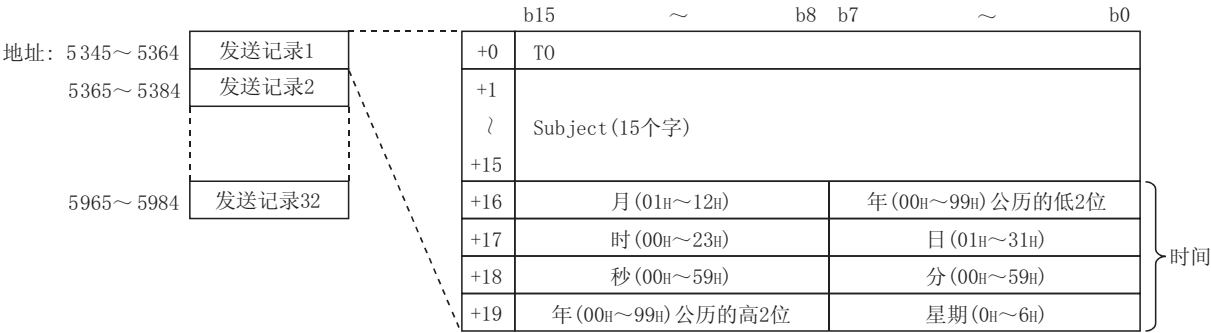 b15 ～ b8 b7 ～ b0
地址: 5345～5364 发送记录1 +0 TO
5365～5384 发送记录2 +1
～ Subject(15个字)
+15
5965～5984 发送记录32 +16 月(01H～12H) 年(00H～99H)公历的低2位
+17 时(00H～23H) 日(01H～31H)
时间
+18 秒(00H～59H) 分(00H～59H)
+19 年(00H～99H)公历的高2位 星期(0H～6H)